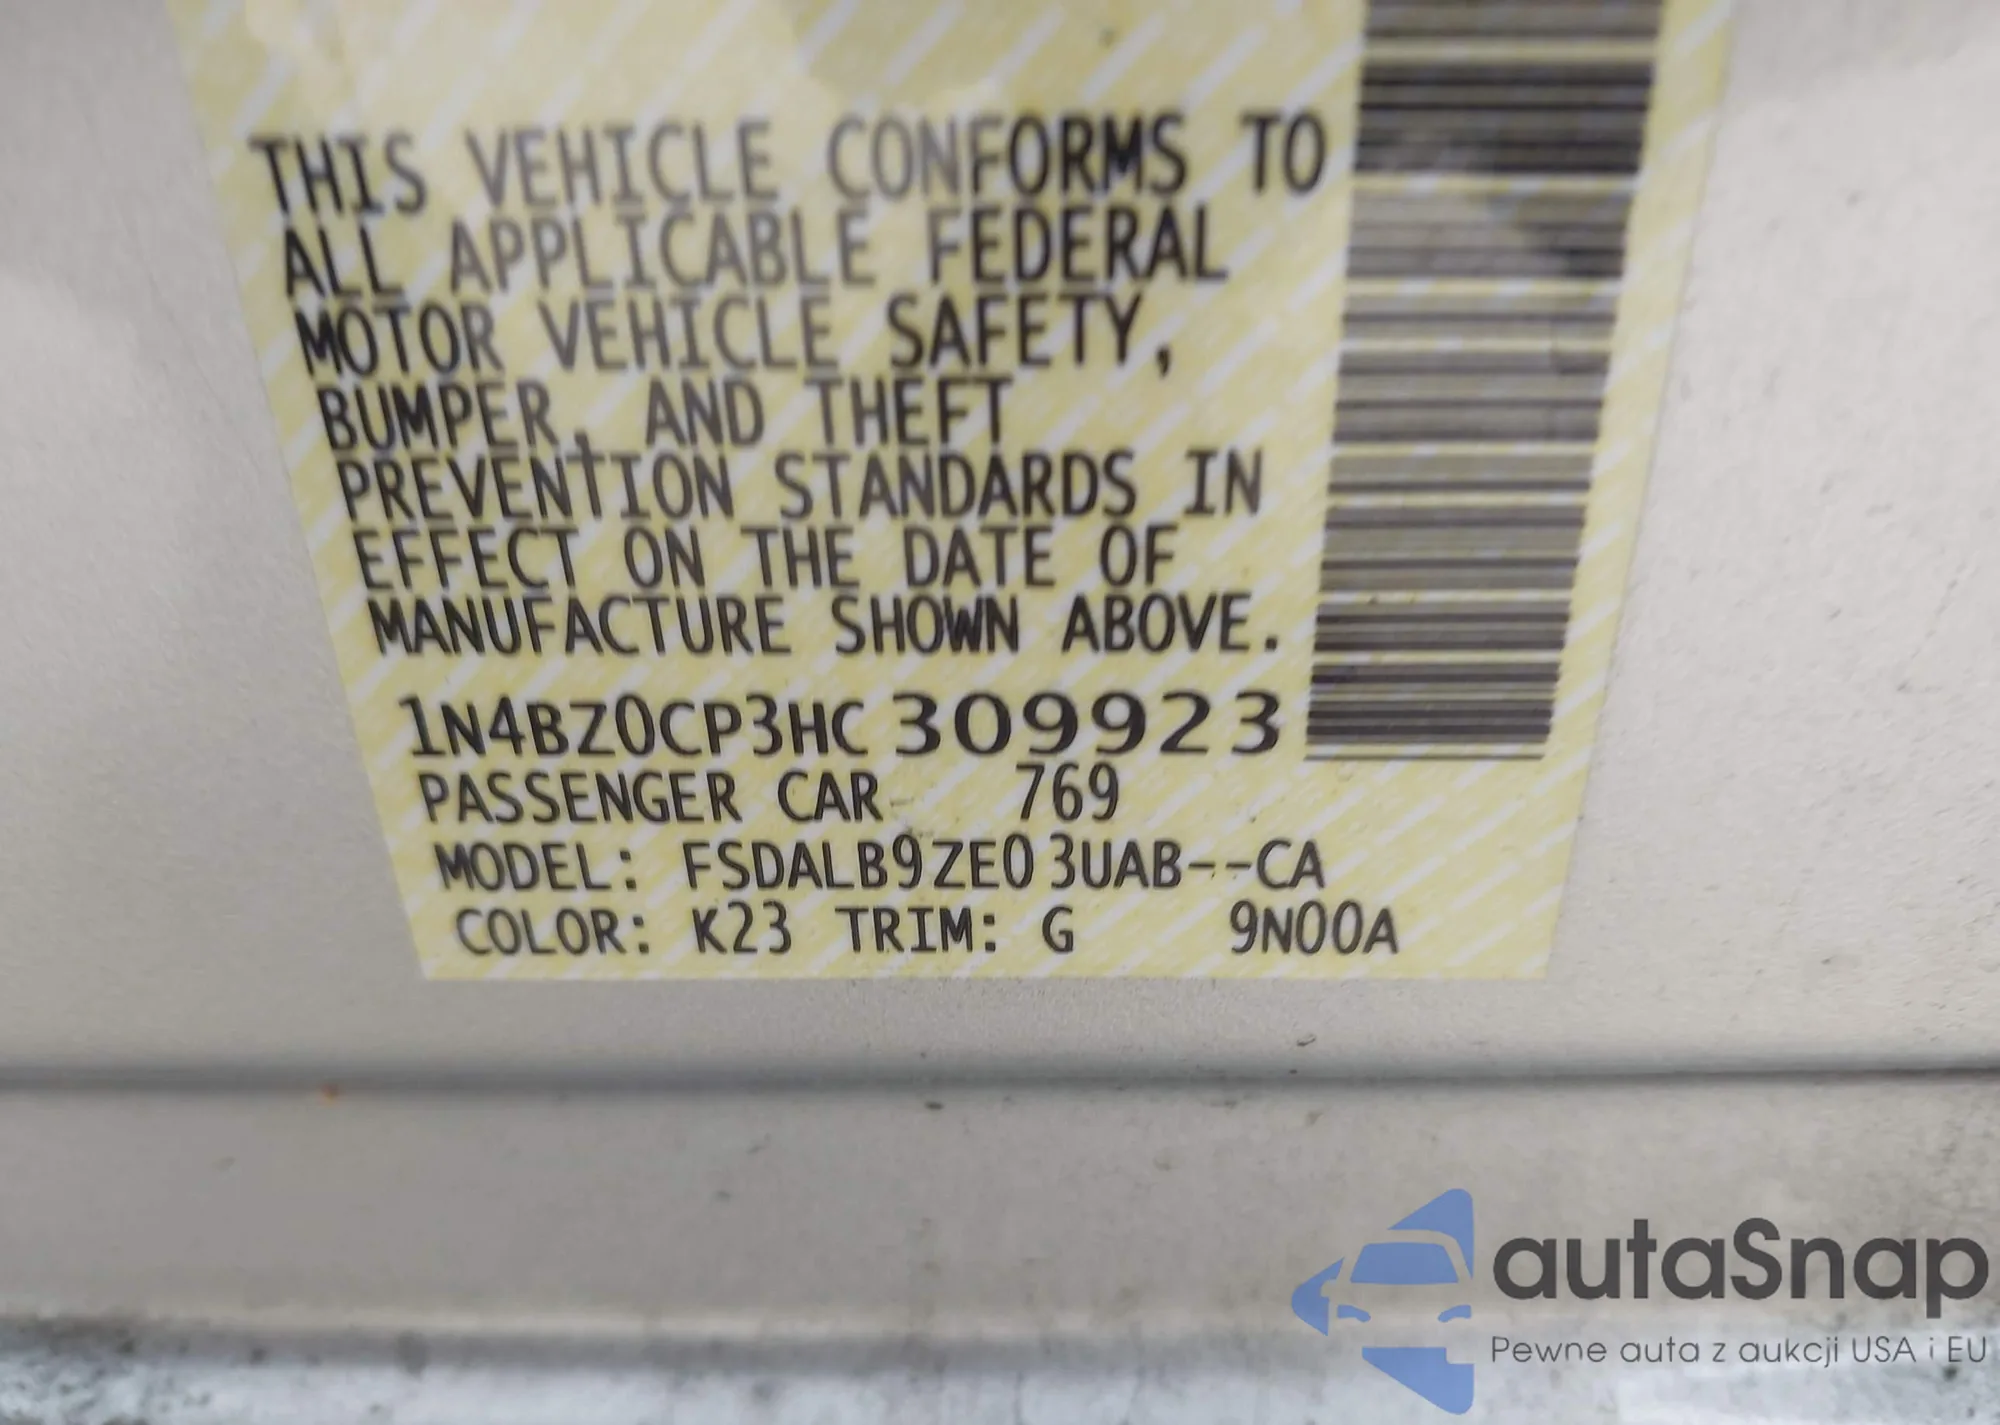 THIS VEHICLE CONFORMS TO
ALL APPLICABLE FEDERAL
MOTOR VEHICLE SAFETY,
BUMPER, AND THEFT
PREVENTION STANDARDS IN
EFFECT ON THE DATE OF
MANUFACTURE SHOWN ABOVE.
1N4BZ0CP3HC309923
PASSENGER CAR 769
MODEL: FSDALB9ZE03UAB--CA
COLOR: K23 TRIM: G 9N00A
autaSnap
Pewne auta z aukcji USA i EU